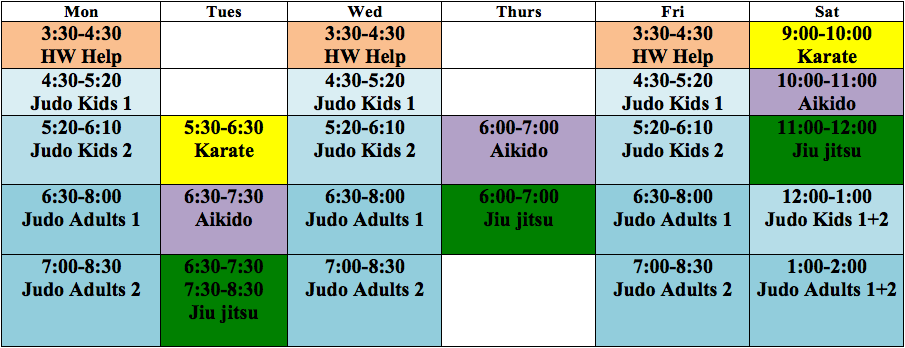 Mon Tues Wed Thurs Fri Sat
3:30-4:30 3:30-4:30 3:30-4:30 9:00-10:00
HW Help HW Help HW Help Karate
4:30-5:20 4:30-5:20 4:30-5:20 10:00-11:00
Judo Kids 1 Judo Kids 1 Judo Kids 1 Aikido
5:20-6:10 5:30-6:30 5:20-6:10 6:00-7:00 5:20-6:10 11:00-12:00
Judo Kids 2 Karate Judo Kids 2 Aikido Judo Kids 2 Jiu jitsu
6:30-8:00 6:30-7:30 6:30-8:00 6:00-7:00 6:30-8:00 12:00-1:00
Judo Adults 1 Aikido Judo Adults 1 Jiu jitsu Judo Adults 1 Judo Kids 1+2
7:00-8:30 6:30-7:30 7:00-8:30 7:00-8:30 1:00-2:00
Judo Adults 2 7:30-8:30 Judo Adults 2 Judo Adults 2 Judo Adults 1+2
Jiu jitsu